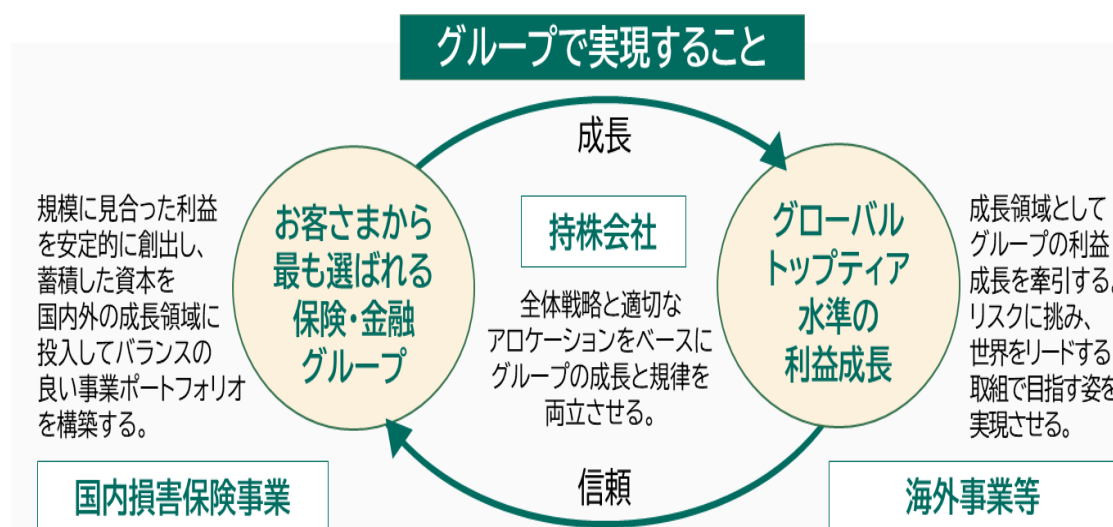 グループで実現すること
成長
規模に見合った利益
を安定的に創出し、
蓄積した資本を
国内外の成長領域に
投入してバランスの
良い事業ポートフォリオ
を構築する。
お客さまから
最も選ばれる
保険・金融
グループ
持株会社
全体戦略と適切な
アロケーションをベースに
グループの成長と規律を
両立させる。
グローバル
トップティア
水準の
利益成長
成長領域として
グループの利益
成長を牽引する。
リスクに挑み、
世界をリードする
取組で目指す姿を
実現させる。
信頼
国内損害保険事業
海外事業等